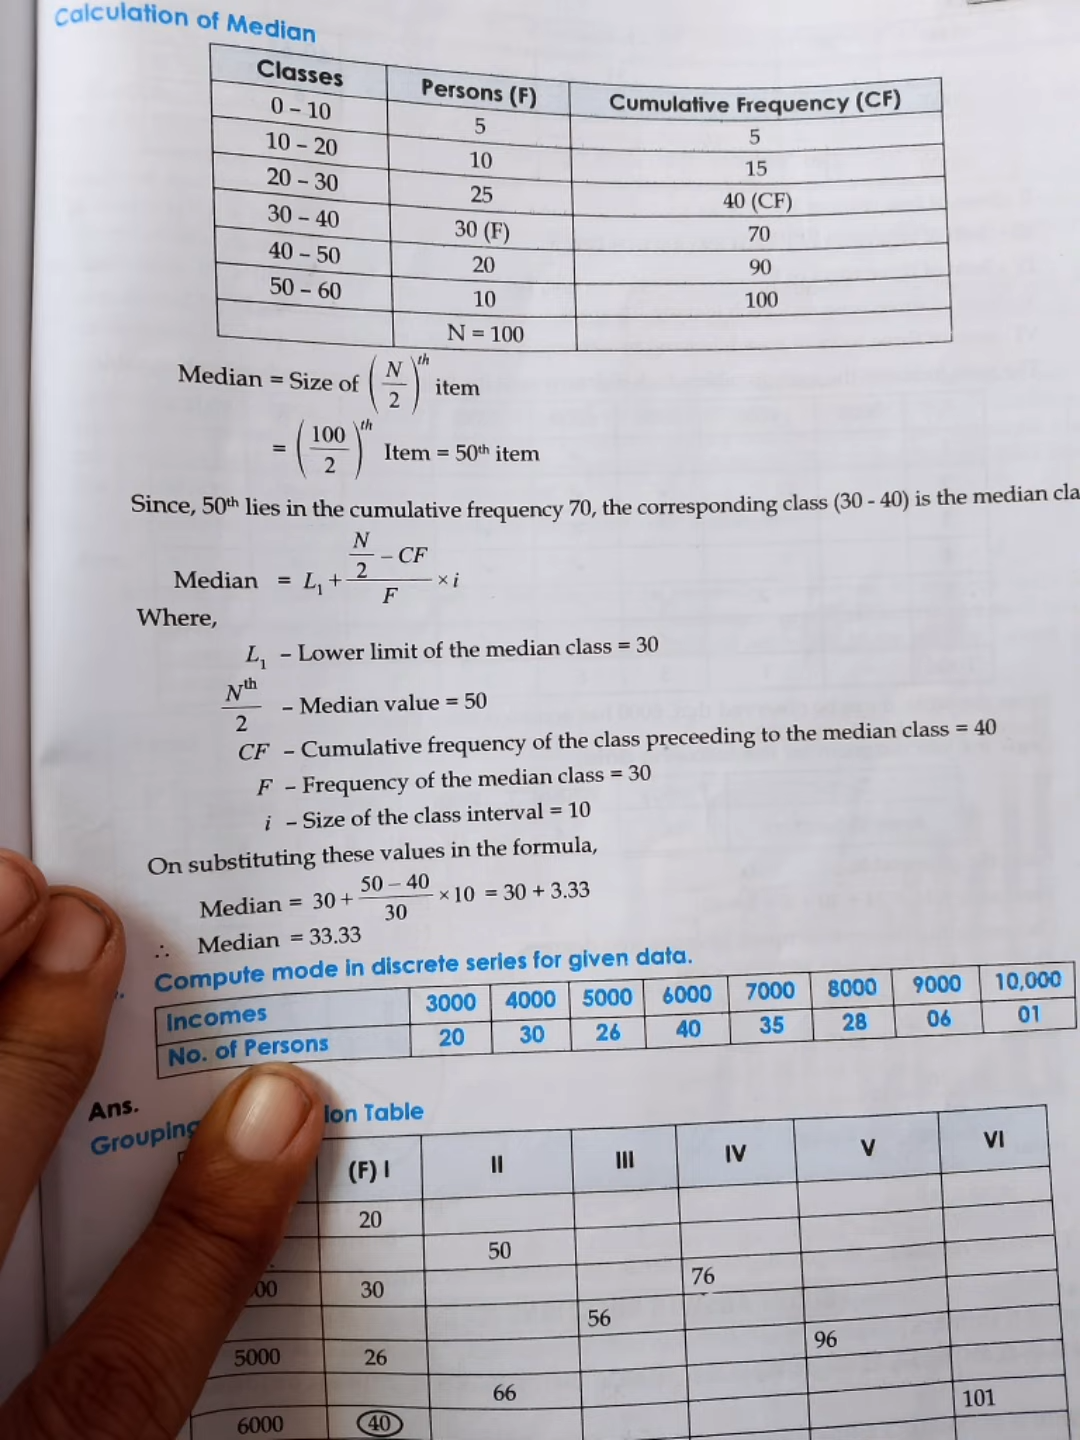 Calculation of Median
Classes Persons (F) Cumulative Frequency (CF)
0 – 10 5 5
10 – 20 10 15
20 – 30 25 40 (CF)
30 – 40 30 (F) 70
40 – 50 20 90
50 – 60 10 100
N = 100
Median = Size of (N/2)th item
= (100/2)th Item = 50th item
Since, 50th lies in the cumulative frequency 70, the corresponding class (30 - 40) is the median
Median = L1 + (N/2 – CF)/F × i
Where,
L1 – Lower limit of the median class = 30
Nth/2 – Median value = 50
CF – Cumulative frequency of the class preceeding to the median class = 40
F – Frequency of the median class = 30
i – Size of the class interval = 10
On substituting these values in the formula,
Median = 30 + (50 – 40)/30 × 10 = 30 + 3.33
∴ Median = 33.33
Compute mode in discrete series for given data.
Incomes 3000 4000 5000 6000 7000 8000 9000 10,000
No. of Persons 20 30 26 40 35 28 06 01
Ans.
Grouping Table
(F) I II III IV V VI
20
50
30 76
56
96
5000 26
66
101
6000 40